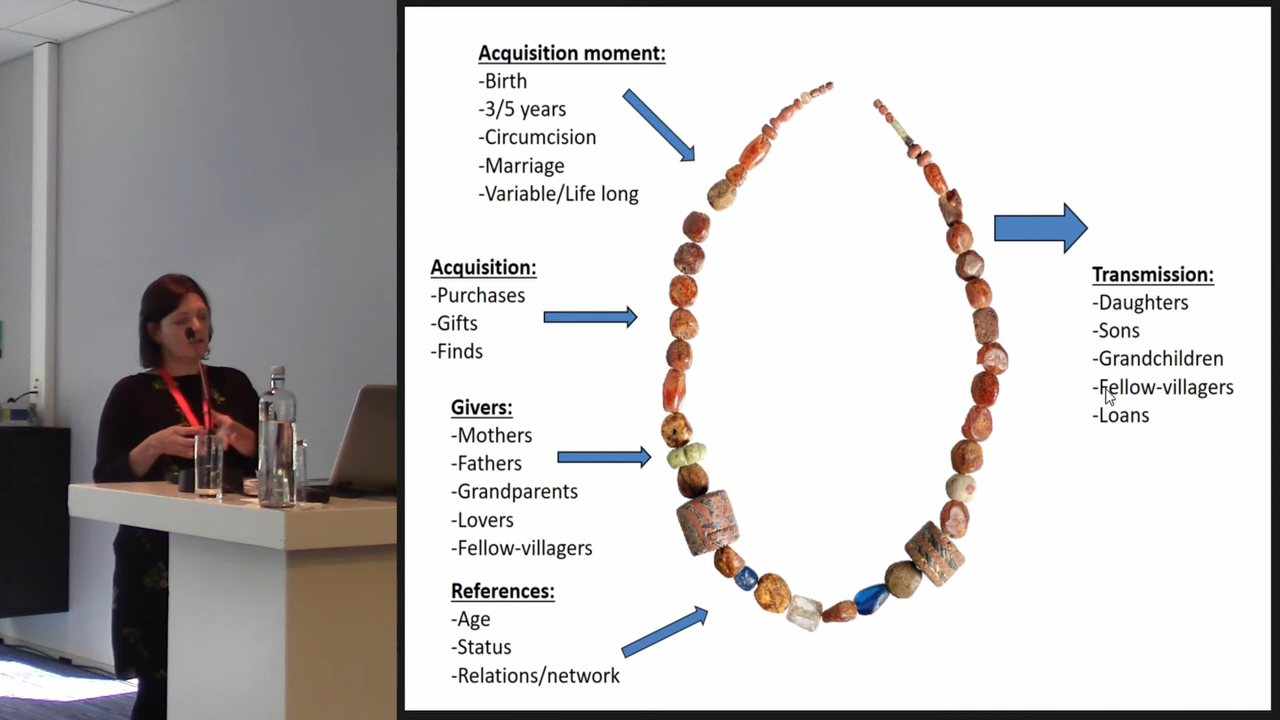 Acquisition moment:
-Birth
-3/5 years
-Circumcision
-Marriage
-Variable/Life long
Acquisition:
-Purchases
-Gifts
-Finds
Givers:
-Mothers
-Fathers
-Grandparents
-Lovers
-Fellow-villagers
References:
-Age
-Status
-Relations/network
Transmission:
-Daughters
-Sons
-Grandchildren
-Fellow-villagers
-Loans